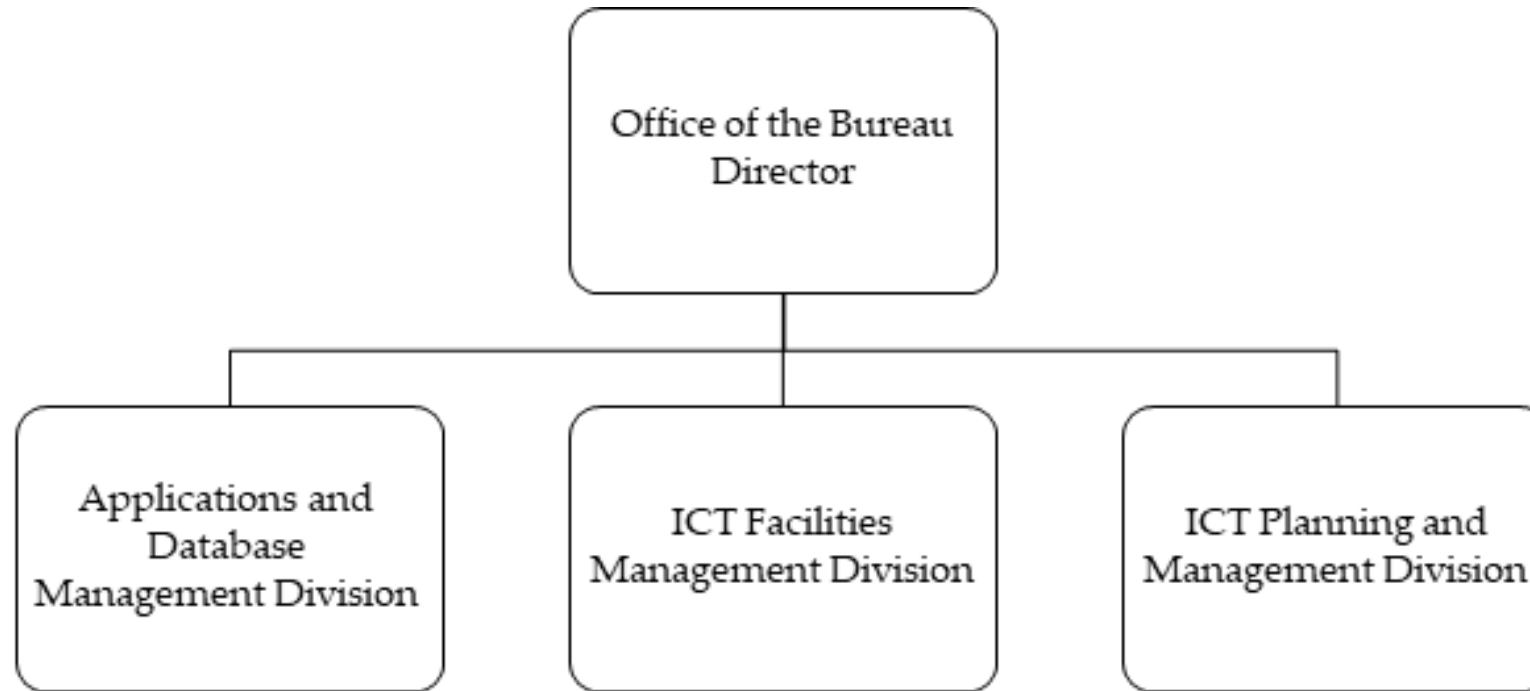 Office of the Bureau
Director
Applications and
Database
Management Division
ICT Facilities
Management Division
ICT Planning and
Management Division